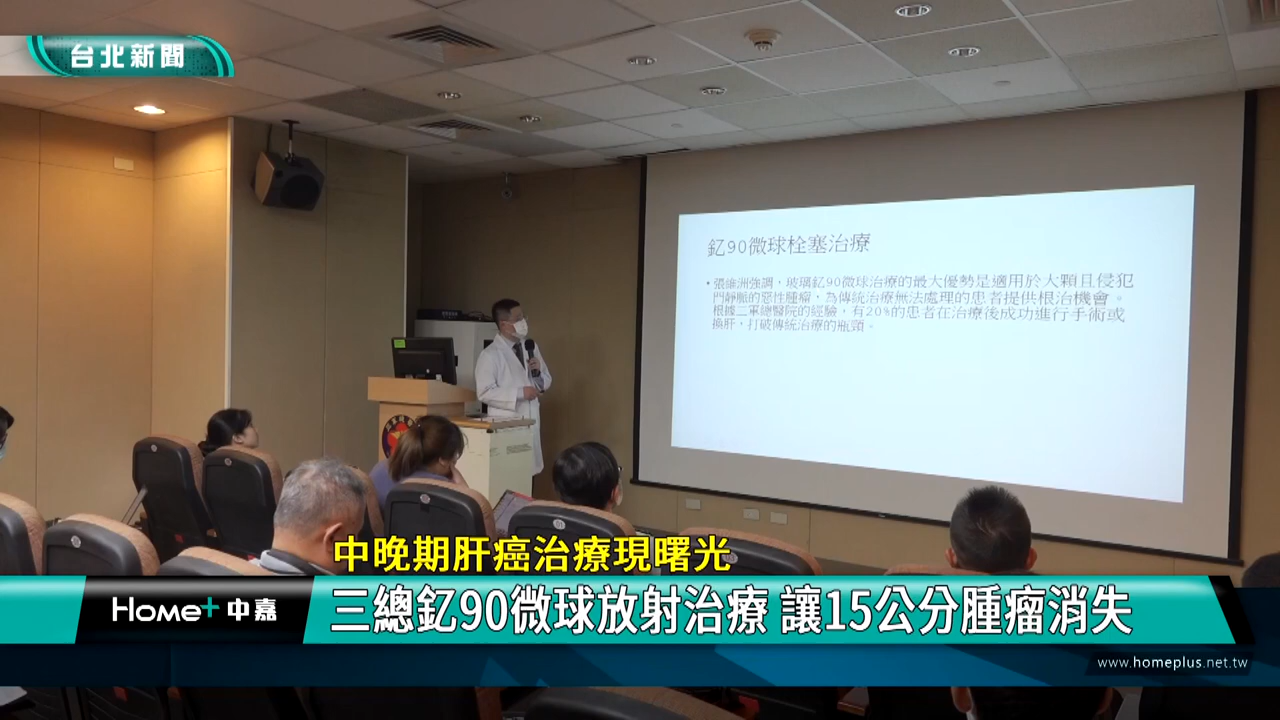 台北新聞
釔90微球栓塞治療
•張維洲強調，玻璃釔90微球治療的最大優勢是適用於大顆且侵犯
門靜脈的惡性腫瘤，為傳統治療無法處理的患者提供根治機會。
根據三軍總醫院的經驗，有20%的患者在治療後成功進行手術或
換肝，打破傳統治療的瓶頸。
中晚期肝癌治療現曙光
Home+中嘉
三總釔90微球放射治療 讓15公分腫瘤消失
www.homeplus.net.tw